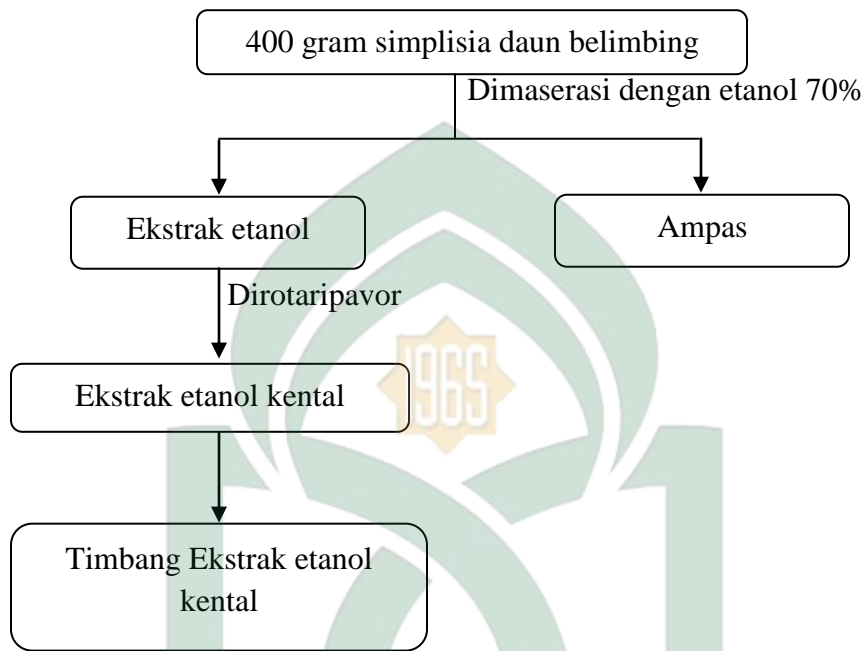 400 gram simplisia daun belimbing
Dimaserasi dengan etanol 70%
Ekstrak etanol
Ampas
Dirotaripavor
Ekstrak etanol kental
1965
Timbang Ekstrak etanol
kental